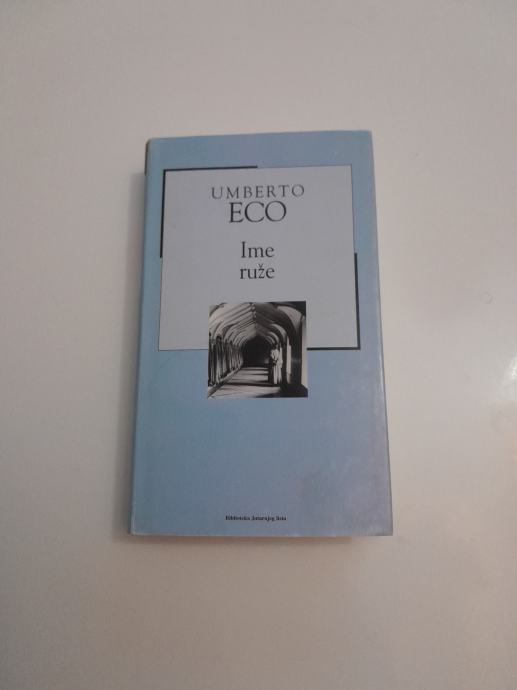 UMBERTO
ECO
Ime
ruže
Biblioteka Jutarnjeg lista